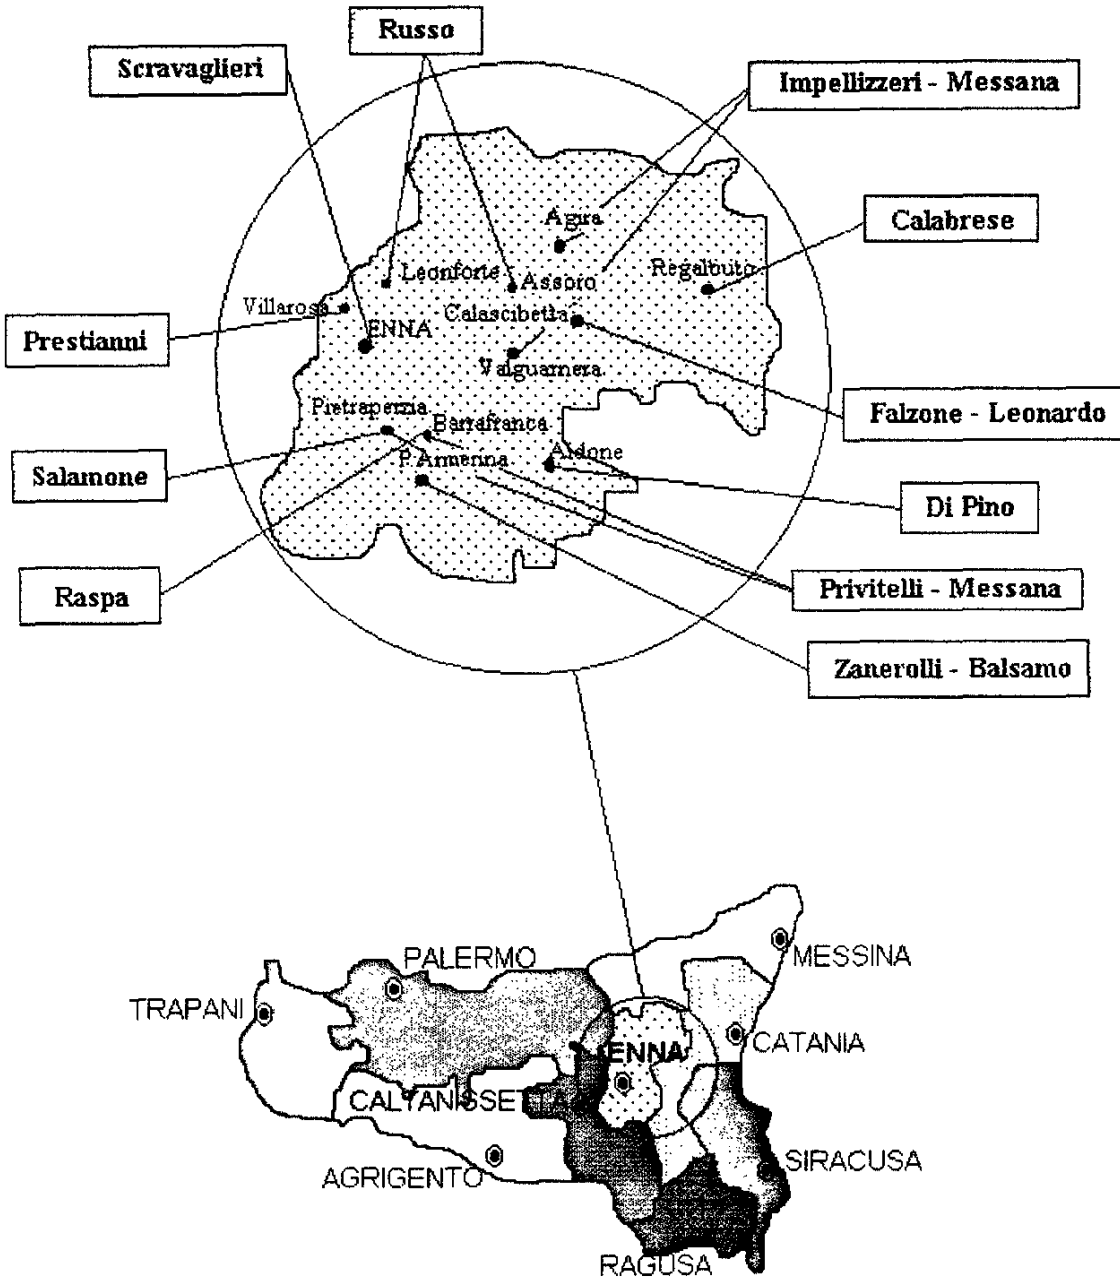 Russo
Scravaglieri
Impellizzeri - Messana
Agira
Calabrese
Leonforte
Assoro
Regalbuto
Villarosa
Calascibetta
ENNA
Prestianni
Valguarnera
Pietraperzia
Barrafranca
Falzone - Leonardo
P. Armerina
Aidone
Salamone
Di Pino
Raspa
Privitelli - Messana
Zanerolli - Balsamo
PALERMO
MESSINA
TRAPANI
ENNA
CATANIA
CALTANISSETTA
AGRIGENTO
SIRACUSA
RAGUSA